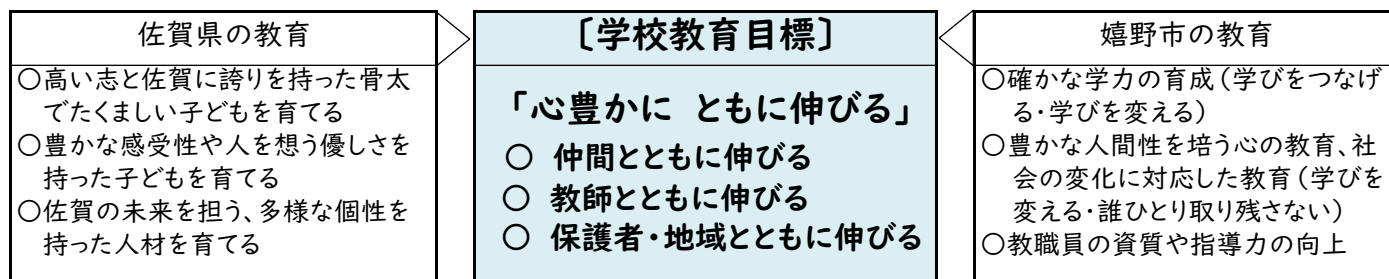 佐賀県の教育
○高い志と佐賀に誇りを持った骨太
でたくましい子どもを育てる
○豊かな感受性や人を想う優しさを
持った子どもを育てる
○佐賀の未来を担う、多様な個性を
持った人材を育てる
〔学校教育目標〕
「心豊かに ともに伸びる」
○ 仲間とともに伸びる
○ 教師とともに伸びる
○ 保護者・地域とともに伸びる
嬉野市の教育
○確かな学力の育成(学びをつなげ
る・学びを変える)
○豊かな人間性を培う心の教育、社
会の変化に対応した教育(学びを
変える・誰ひとり取り残さない)
○教職員の資質や指導力の向上